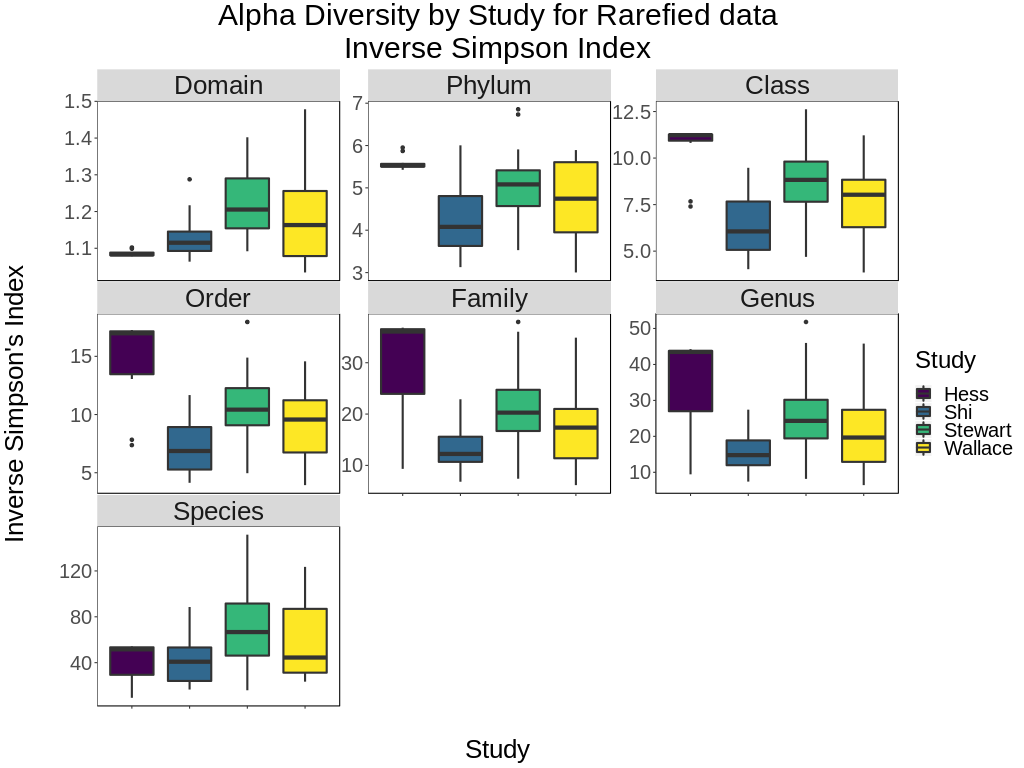 Alpha Diversity by Study for Rarefied data
Inverse Simpson Index
Domain
Phylum
Class
1.5
1.4
1.3
1.2
1.1
7
6
5
4
3
12.5
10.0
7.5
5.0
Order
Family
Genus
15
10
5
30
20
10
50
40
30
20
10
Species
120
80
40
Inverse Simpson's Index
Study
Study
Hess
Shi
Stewart
Wallace